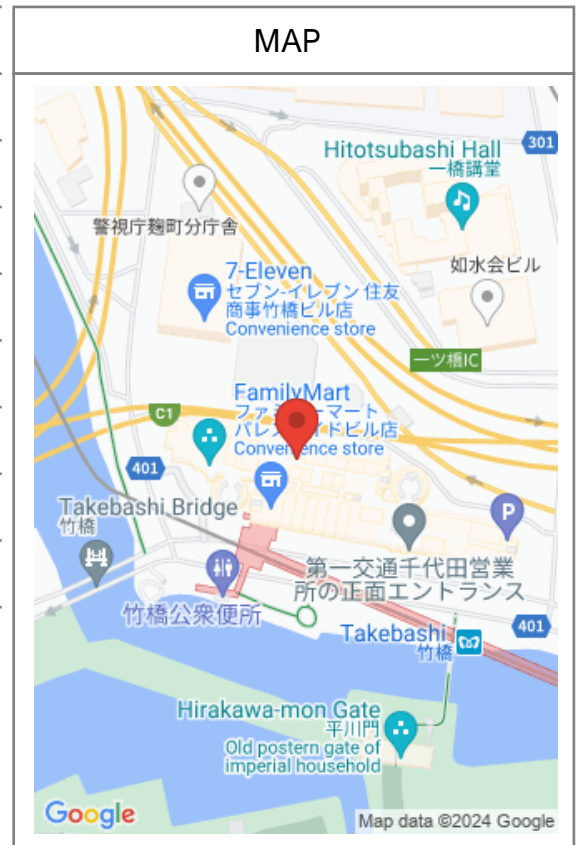 MAP
Hitotsubashi Hall
一橋講堂
301
警視庁麹町分庁舎
如水会ビル
7-Eleven
セブン-イレブン 住友
商事竹橋ビル店
Convenience store
一ツ橋IC
FamilyMart
C1
Convenience store
401
Takebashi Bridge
竹橋
P
第一交通千代田営業
所の正面エントランス
竹橋公衆便所
Takebashi
竹橋
401
Hirakawa-mon Gate
平川門
Old postern gate of
imperial household
Google
Map data ©2024 Google